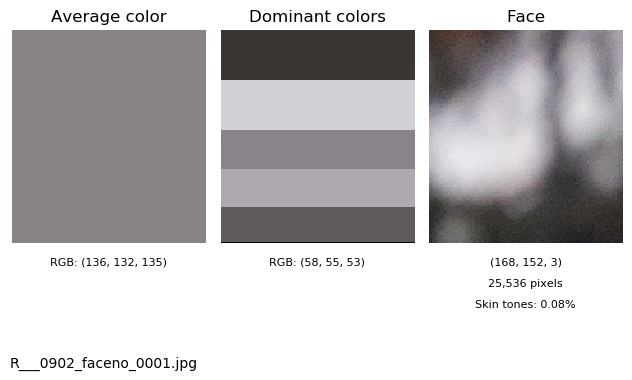 Average color
Dominant colors
Face
RGB: (136, 132, 135)
RGB: (58, 55, 53)
(168, 152, 3)
25,536 pixels
Skin tones: 0.08%
R___0902_faceno_0001.jpg